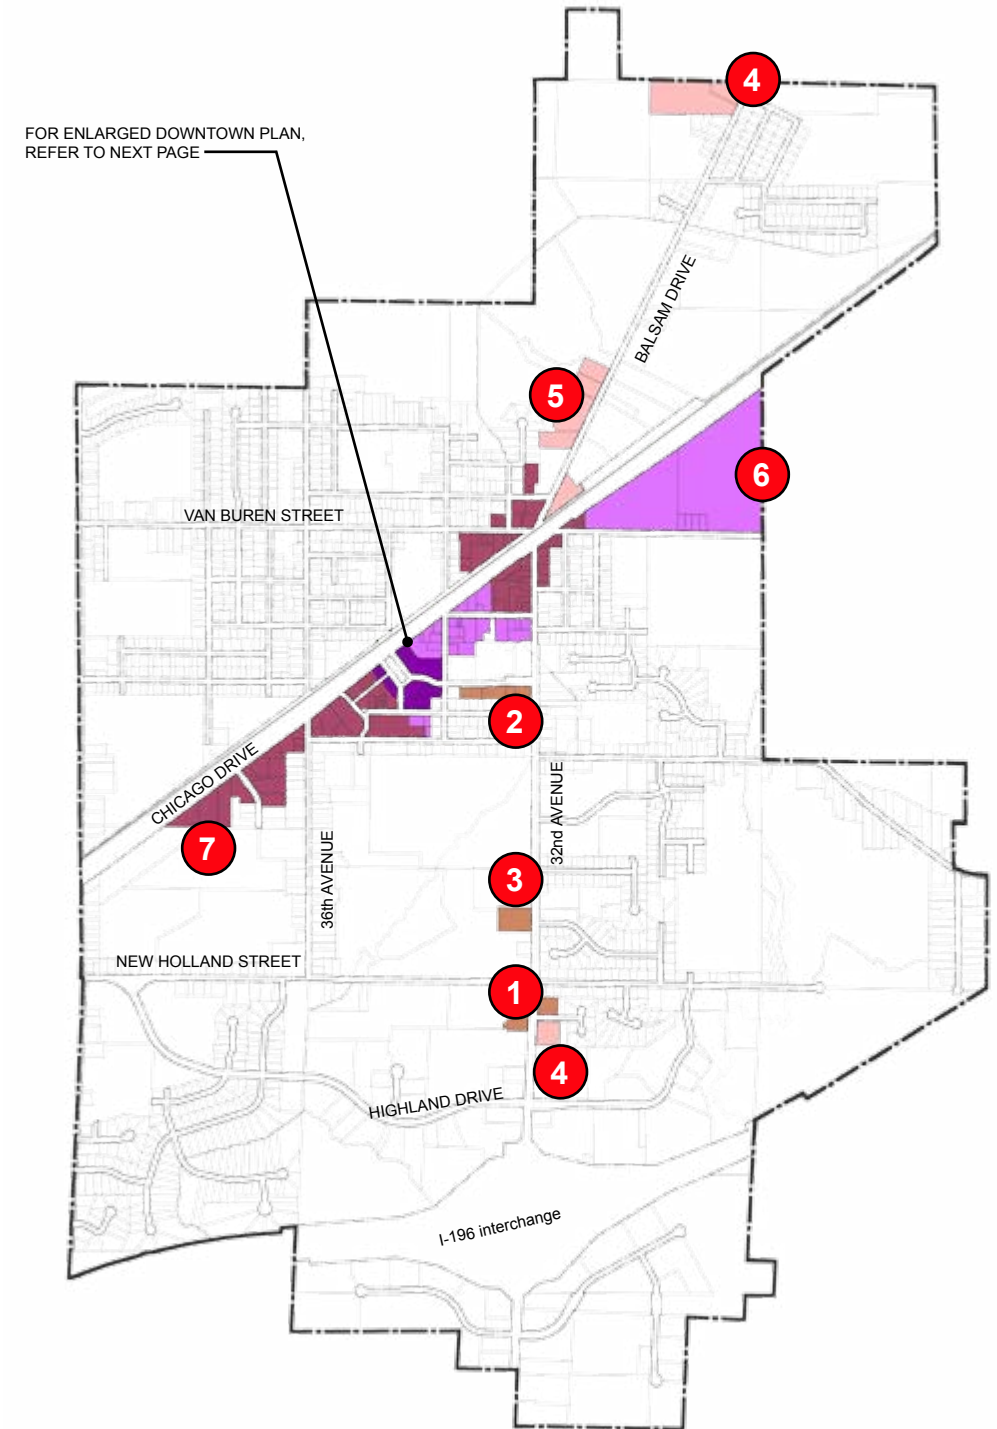 4
FOR ENLARGED DOWNTOWN PLAN,
REFER TO NEXT PAGE
BALSAM DRIVE
5
6
VAN BUREN STREET
2
CHICAGO DRIVE
32nd AVENUE
7
36th AVENUE
3
NEW HOLLAND STREET
1
4
HIGHLAND DRIVE
I-196 interchange